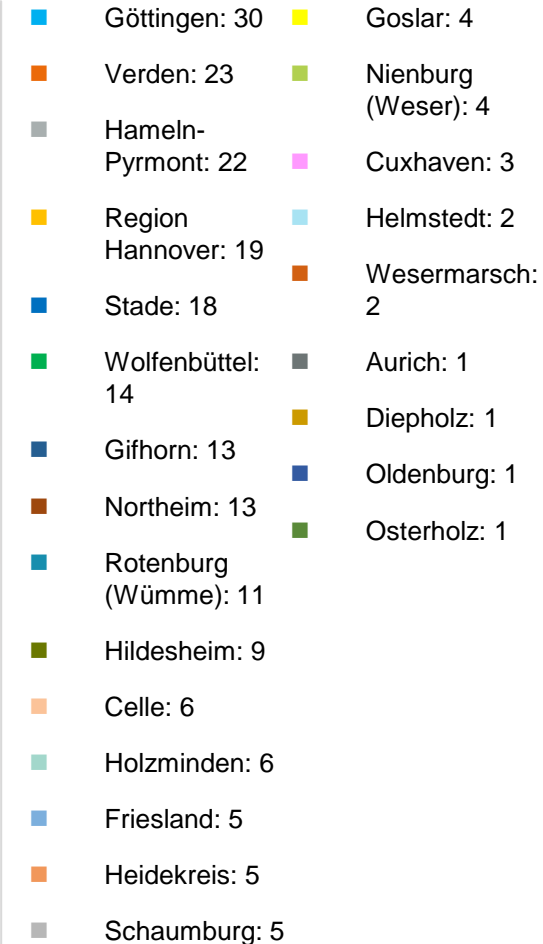 Göttingen: 30
Verden: 23
Hameln-
Pyrmont: 22
Region
Hannover: 19
Stade: 18
Wolfenbüttel:
14
Gifhorn: 13
Northeim: 13
Rotenburg
(Wümme): 11
Hildesheim: 9
Celle: 6
Holzminden: 6
Friesland: 5
Heidekreis: 5
Schaumburg: 5
Goslar: 4
Nienburg
(Weser): 4
Cuxhaven: 3
Helmstedt: 2
Wesermarsch:
2
Aurich: 1
Diepholz: 1
Oldenburg: 1
Osterholz: 1